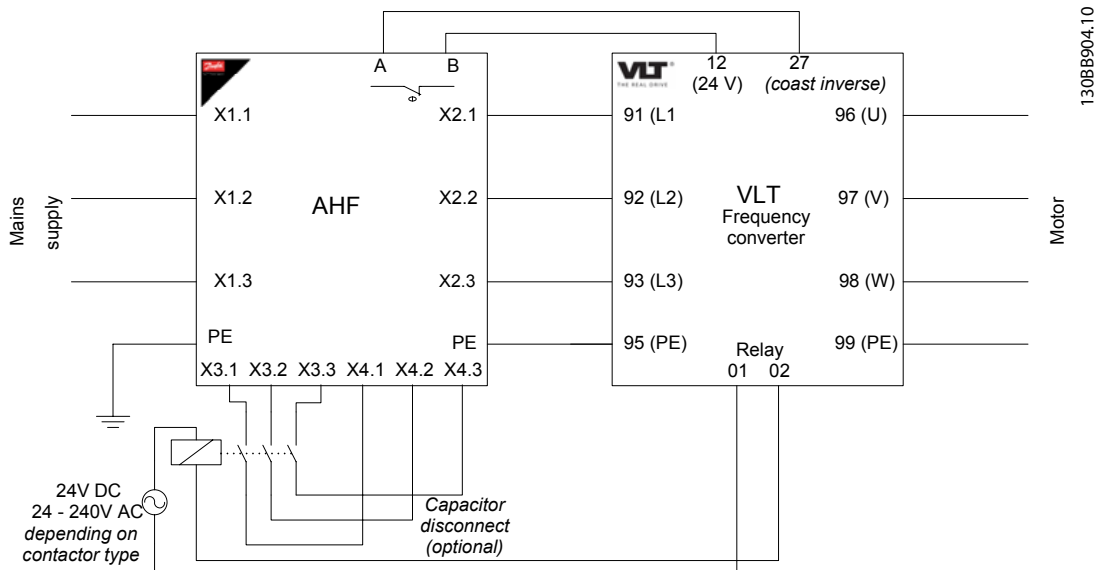 130BB904.10
A B
12 27
(24 V) (coast inverse)
Danfoss
VLT®
THE REAL DRIVE
X1.1 X2.1 91 (L1 96 (U)
Mains supply
X1.2 AHF X2.2 92 (L2) VLT 97 (V)
Frequency
converter
Motor
X1.3 X2.3 93 (L3) 98 (W)
PE PE 95 (PE) Relay 99 (PE)
01 02
X3.1 X3.2 X3.3 X4.1 X4.2 X4.3
24V DC
24 - 240V AC
depending on
contactor type
Capacitor
disconnect
(optional)